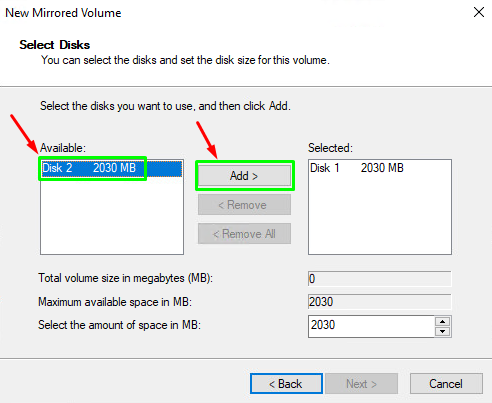 New Mirrored Volume
Select Disks
You can select the disks and set the disk size for this volume.
Select the disks you want to use, and then click Add.
Available:
Selected:
Disk 2 2030 MB
Add >
Disk 1 2030 MB
< Remove
< Remove All
Total volume size in megabytes (MB):
0
Maximum available space in MB:
2030
Select the amount of space in MB:
2030
< Back
Next >
Cancel